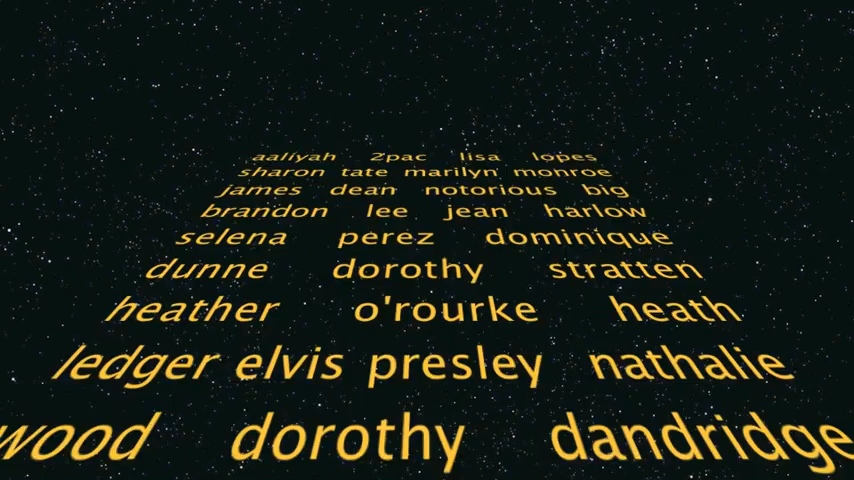 aaliyah 2pac lisa lopes
sharon tate marilyn monroe
james dean notorious big
brandon lee jean harlow
selena perez dominique
dunne dorothy stratten
heather o'rourke heath
ledger elvis presley nathalie
wood dorothy dandridge